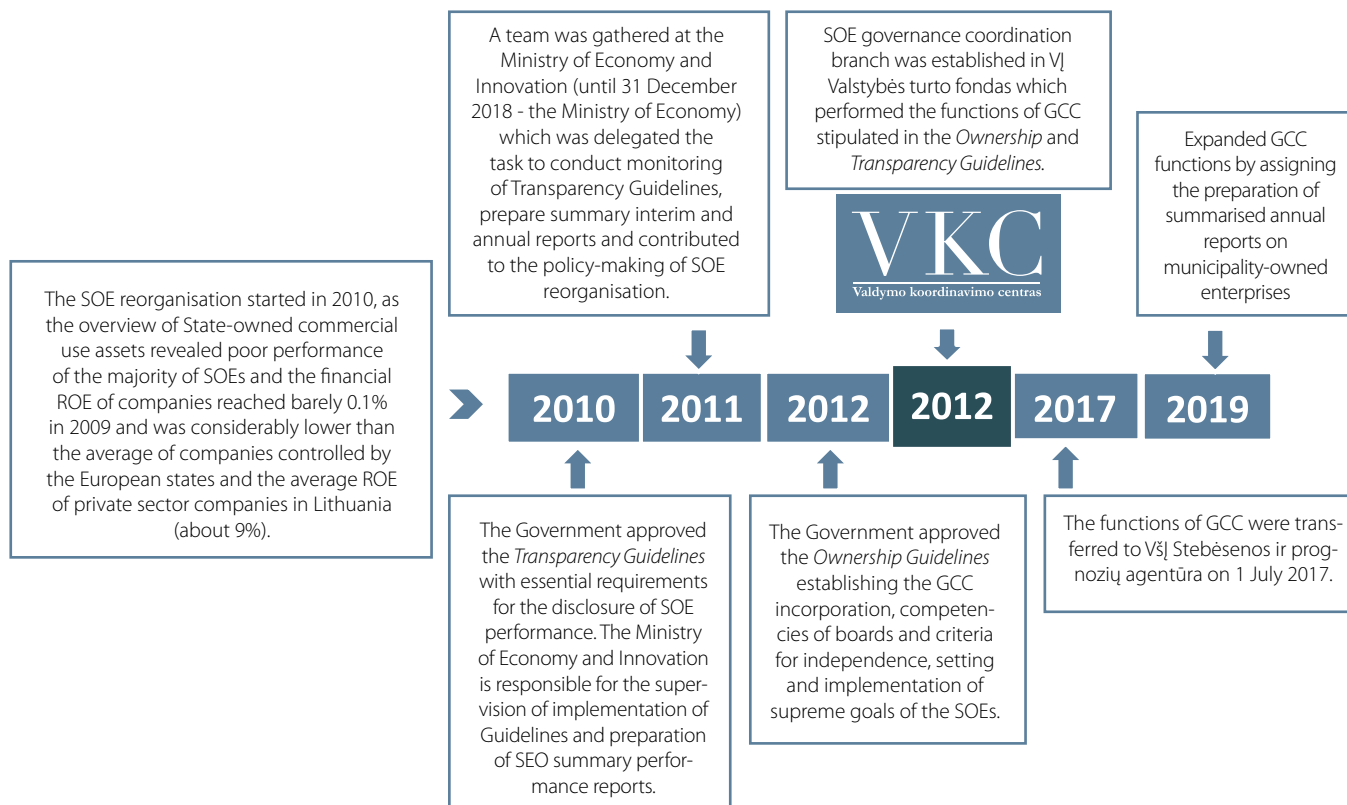 The SOE reorganisation started in 2010, as
the overview of State-owned commercial
use assets revealed poor performance
of the majority of SOEs and the financial
ROE of companies reached barely 0.1%
in 2009 and was considerably lower than
the average of companies controlled by
the European states and the average ROE
of private sector companies in Lithuania
(about 9%).
A team was gathered at the
Ministry of Economy and
Innovation (until 31 December
2018 - the Ministry of Economy)
which was delegated the
task to conduct monitoring
of Transparency Guidelines,
prepare summary interim and
annual reports and contributed
to the policy-making of SOE
reorganisation.
SOE governance coordination
branch was established in VĮ
Valstybės turto fondas which
performed the functions of GCC
stipulated in the Ownership and
Transparency Guidelines.
VKC
Valdymo koordinavimo centras
Expanded GCC
functions by assigning
the preparation of
summarised annual
reports on
municipality-owned
enterprises
2010
2011
2012
2012
2017
2019
The Government approved
the Transparency Guidelines
with essential requirements
for the disclosure of SOE
performance. The Ministry
of Economy and Innovation
is responsible for the super-
vision of implementation of
Guidelines and preparation
of SEO summary perfor-
mance reports.
The Government approved
the Ownership Guidelines
establishing the GCC
incorporation, competen-
cies of boards and criteria
for independence, setting
and implementation of
supreme goals of the SOEs.
The functions of GCC were trans-
ferred to VšĮ Stebėsenos ir prog-
nozių agentūra on 1 July 2017.